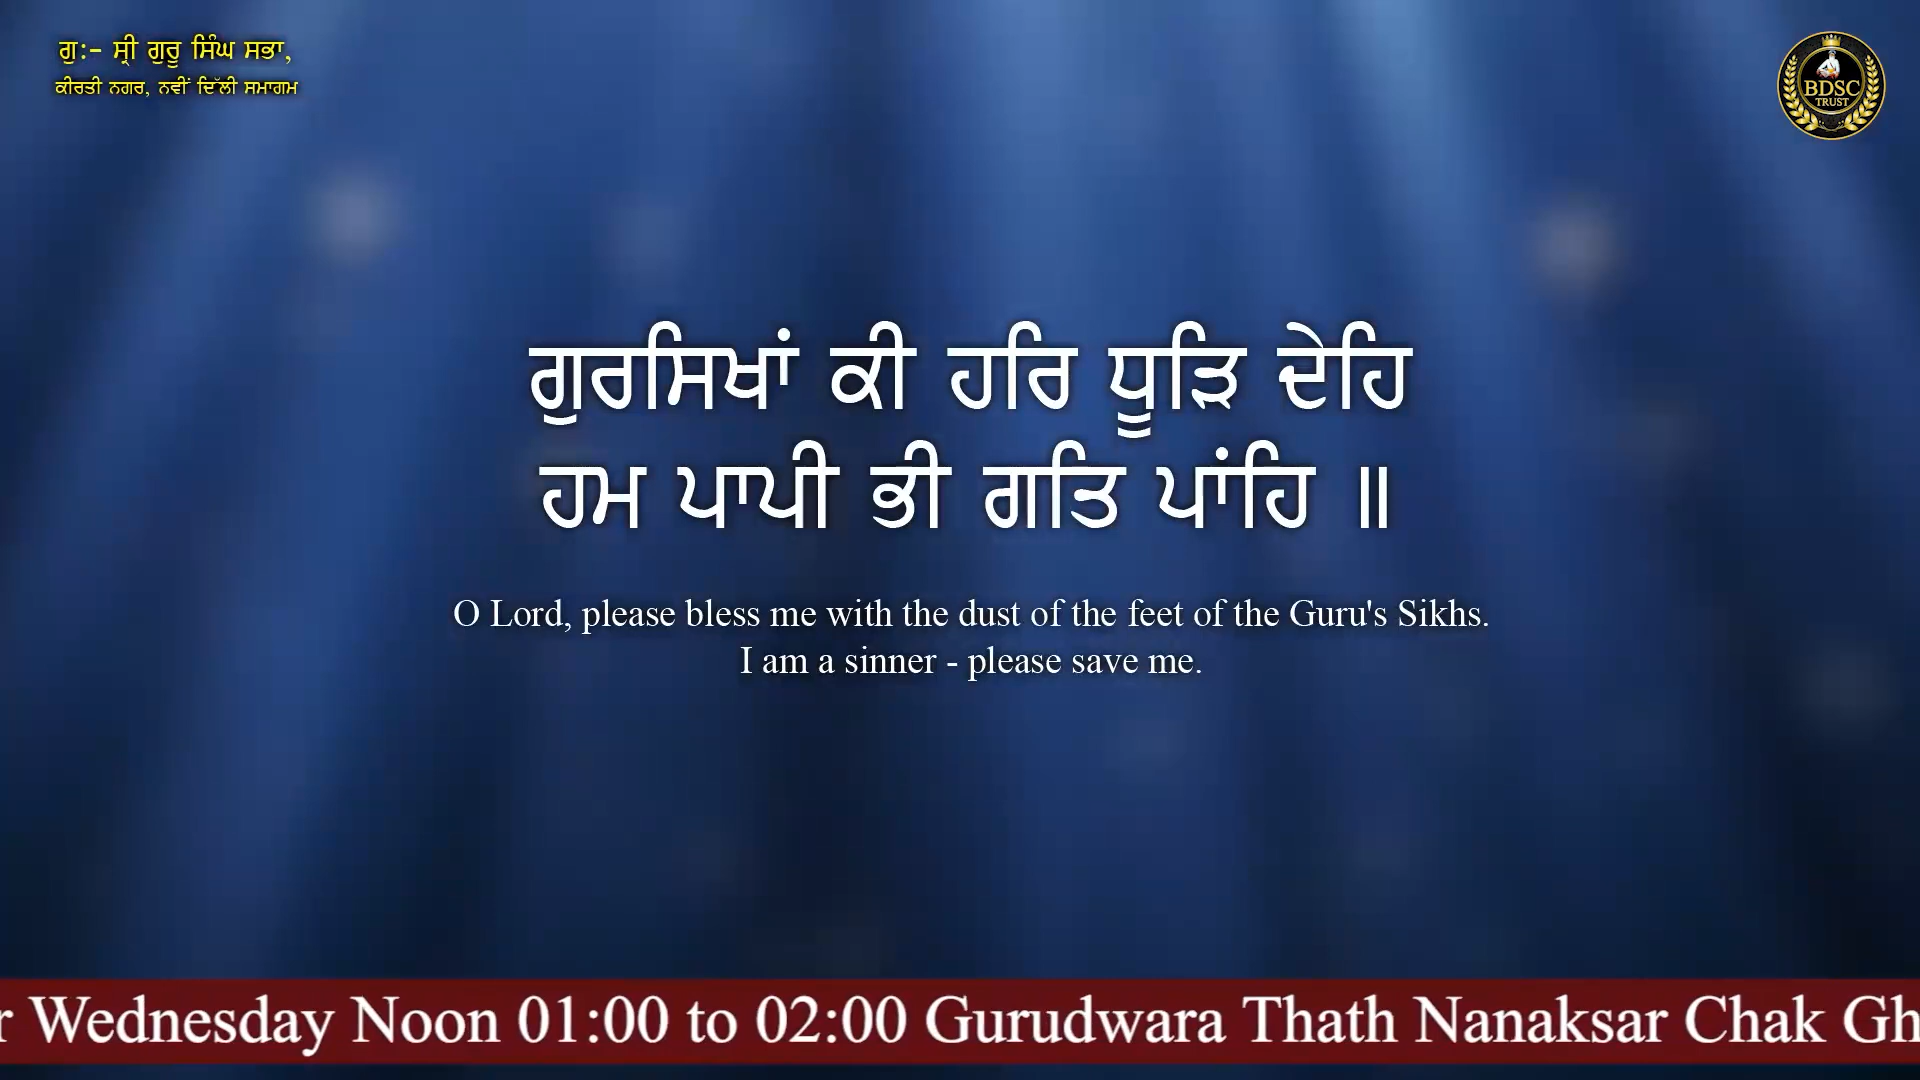 ਗੁ:- ਸ੍ਰੀ ਗੁਰੂ ਸਿੰਘ ਸਭਾ,
ਕੀਰਤੀ ਨਗਰ, ਨਵੀਂ ਦਿੱਲੀ ਸਮਾਗਮ
BDSC
TRUST
ਗੁਰਸਿਖਾਂ ਕੀ ਹਰਿ ਧੂੜਿ ਦੇਹਿ
ਹਮ ਪਾਪੀ ਭੀ ਗਤਿ ਪਾਂਹਿ ॥
O Lord, please bless me with the dust of the feet of the Guru's Sikhs.
I am a sinner - please save me.
r Wednesday Noon 01:00 to 02:00 Gurudwara Thath Nanaksar Chak Gh